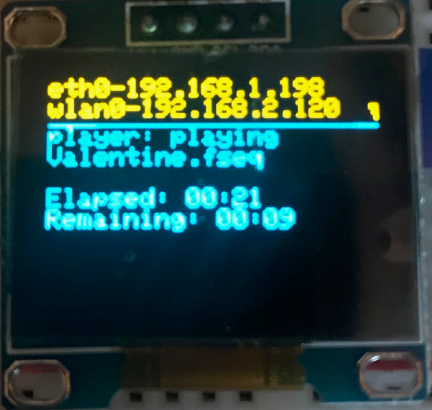 eth0-192.168.1.198
wlan0-192.168.2.120
player: playing
Valentine.fseq
Elapsed: 00:21
Remaining: 00:09